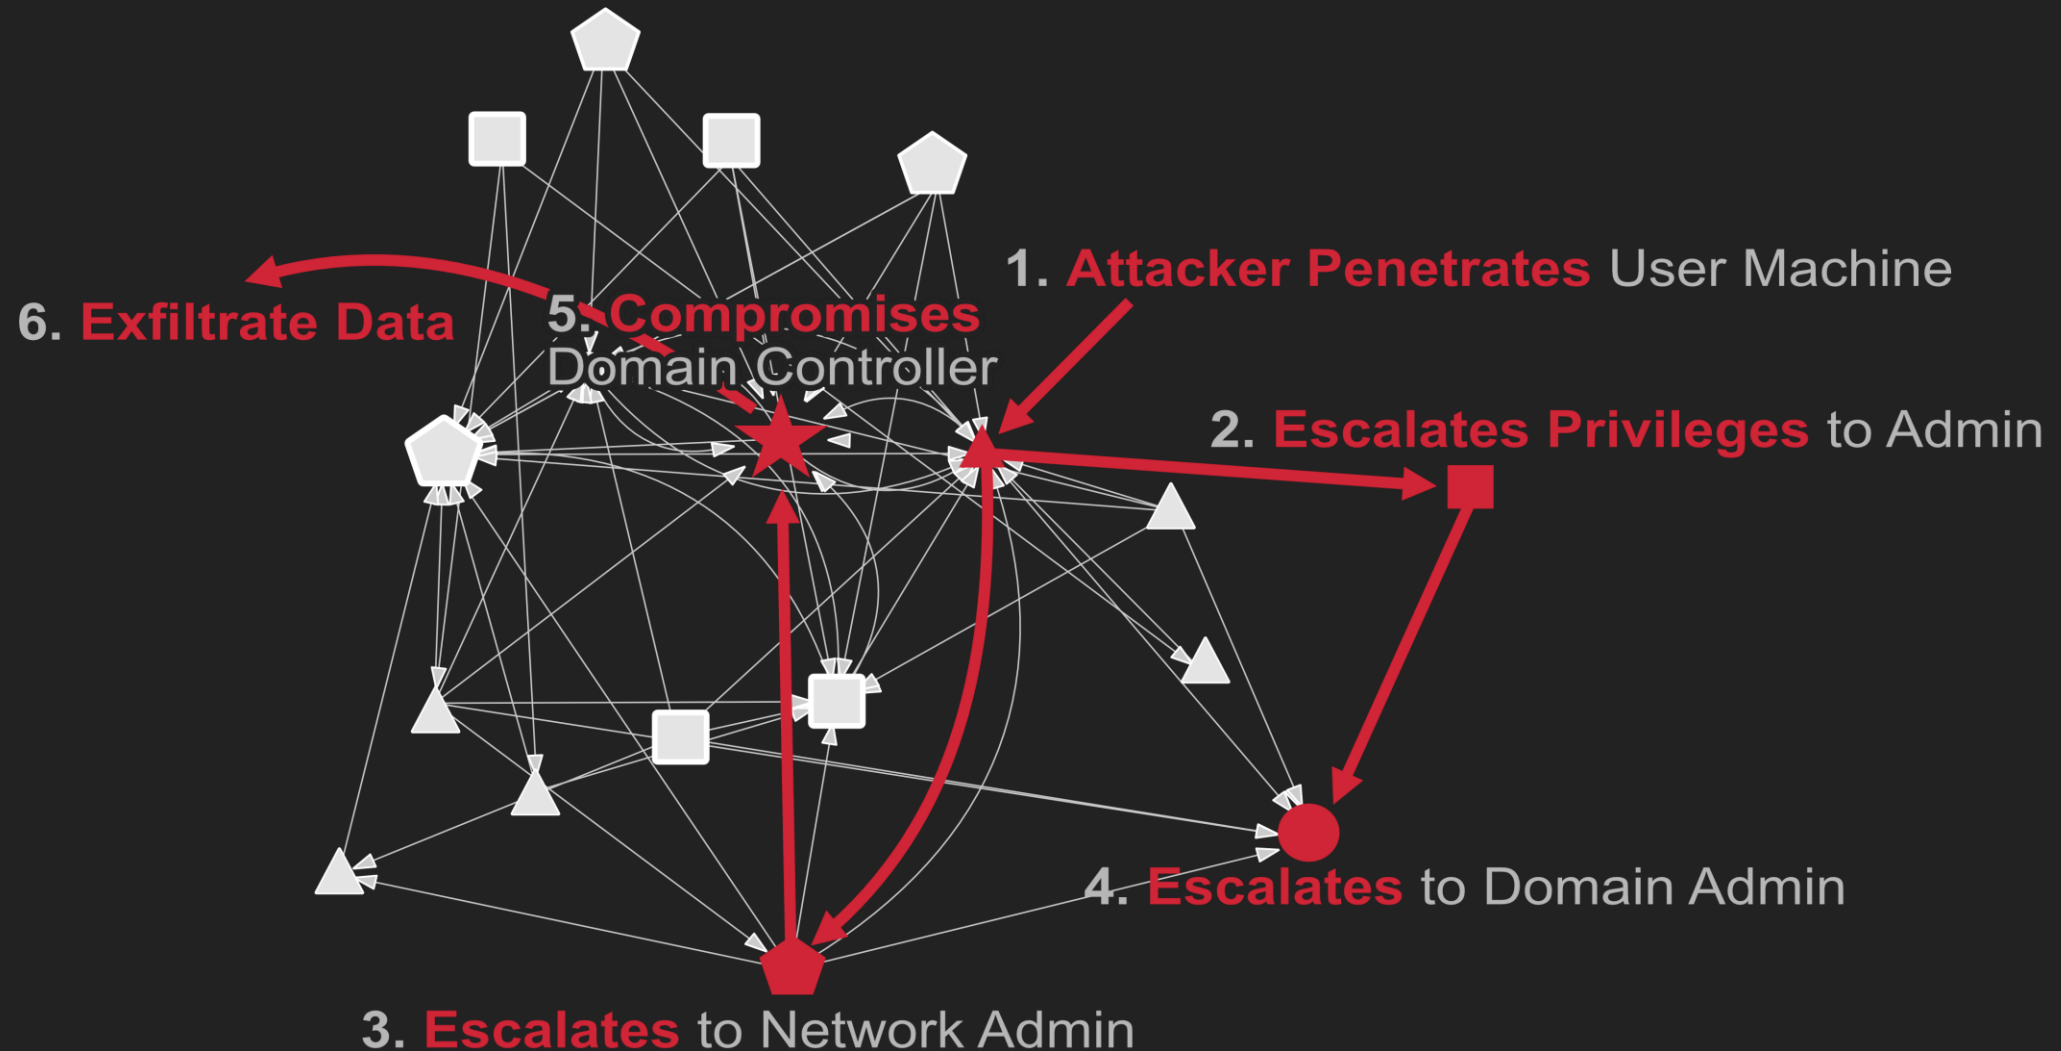 1. Attacker Penetrates User Machine
2. Escalates Privileges to Admin
3. Escalates to Network Admin
4. Escalates to Domain Admin
5. Compromises
Domain Controller
6. Exfiltrate Data